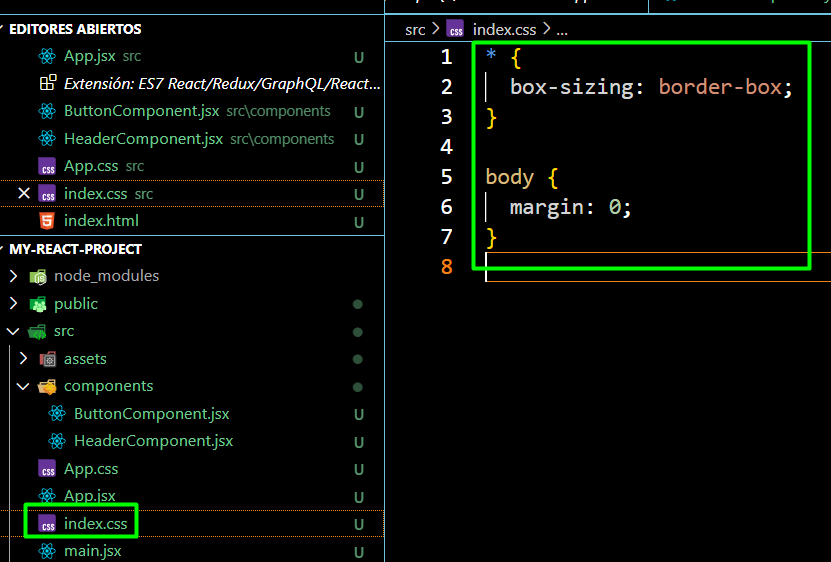 EDITORES ABIERTOS
App.jsx src U
Extensión: ES7 React/Redux/GraphQL/React...
ButtonComponent.jsx src\components U
HeaderComponent.jsx src\components U
App.css src U
index.css src U
index.html U
MY-REACT-PROJECT
node_modules
public
src
assets
components
ButtonComponent.jsx U
HeaderComponent.jsx U
App.css U
App.jsx U
index.css U
main.jsx U
src > index.css > ...
1 * {
2 box-sizing: border-box;
3 }
4
5 body {
6 margin: 0;
7 }
8